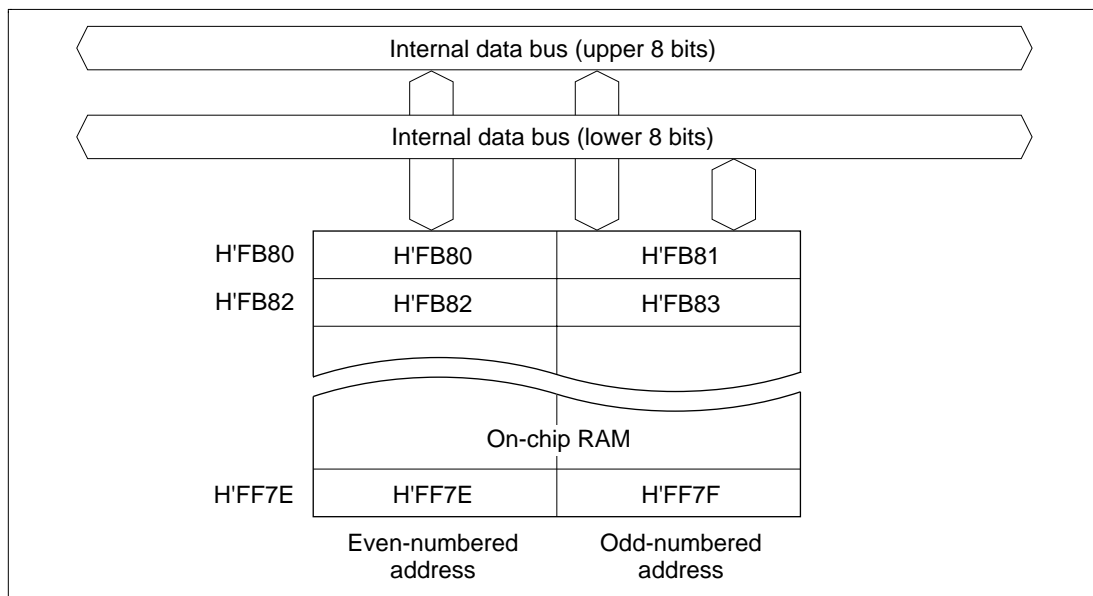 Internal data bus (upper 8 bits)
Internal data bus (lower 8 bits)
H'FB80 H'FB80 H'FB81
H'FB82 H'FB82 H'FB83
On-chip RAM
H'FF7E H'FF7E H'FF7F
Even-numbered Odd-numbered
address address